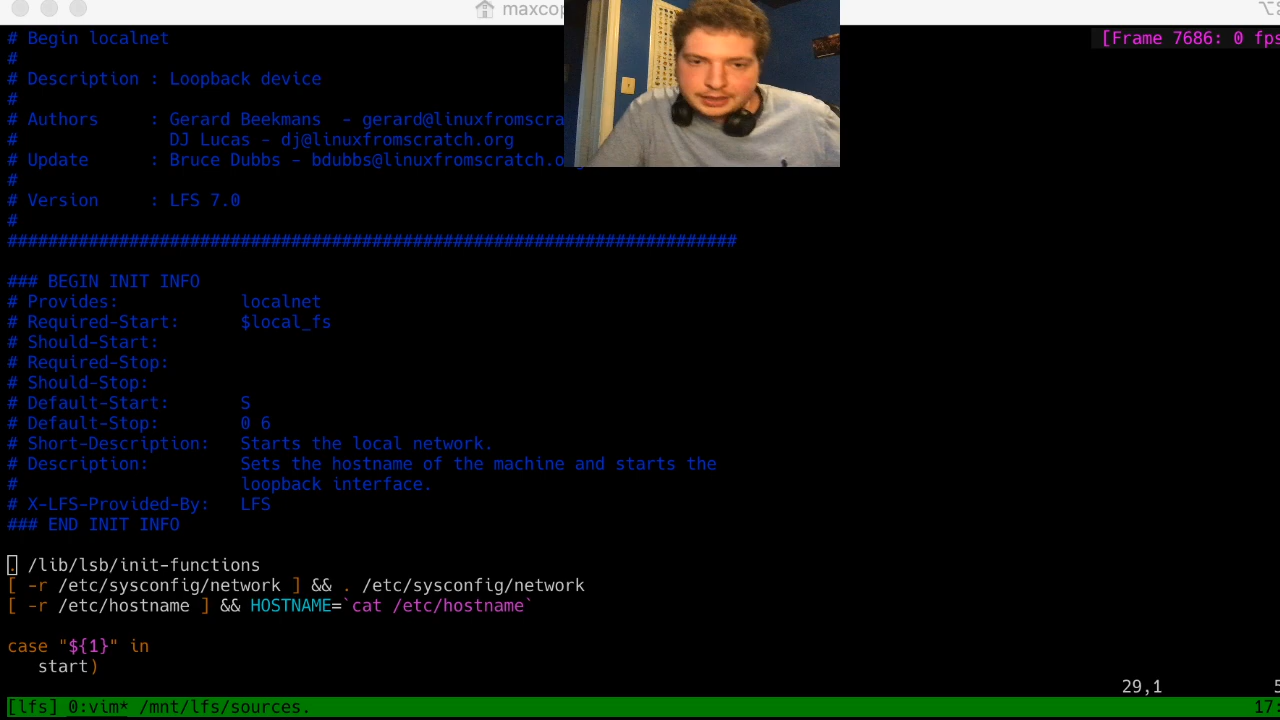 maxcop
# Begin localnet
[Frame 7686: 0 fps
#
# Description : Loopback device
#
# Authors     : Gerard Beekmans  - gerard@linuxfromscra
#               DJ Lucas - dj@linuxfromscratch.org
# Update      : Bruce Dubbs - bdubbs@linuxfromscratch.o
#
# Version     : LFS 7.0
#
########################################################################
### BEGIN INIT INFO
# Provides:            localnet
# Required-Start:      $local_fs
# Should-Start:
# Required-Stop:
# Should-Stop:
# Default-Start:       S
# Default-Stop:        0 6
# Short-Description:   Starts the local network.
# Description:         Sets the hostname of the machine and starts the
#                      loopback interface.
# X-LFS-Provided-By:   LFS
### END INIT INFO
. /lib/lsb/init-functions
[ -r /etc/sysconfig/network ] && . /etc/sysconfig/network
[ -r /etc/hostname ] && HOSTNAME=`cat /etc/hostname`
case "${1}" in
   start)
29,1 5
[lfs] 0:vim* /mnt/lfs/sources. 17: